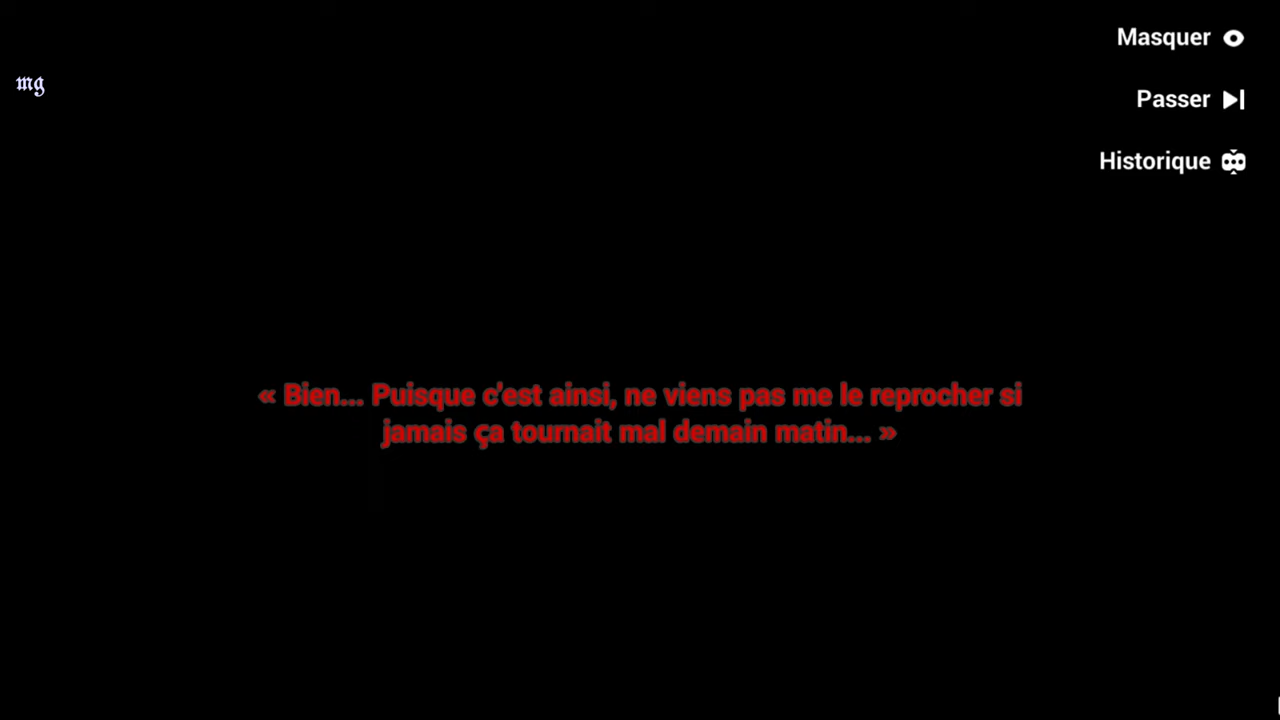 Masquer
mg
Passer
Historique
« Bien... Puisque c'est ainsi, ne viens pas me le reprocher si
jamais ça tournait mal demain matin... »